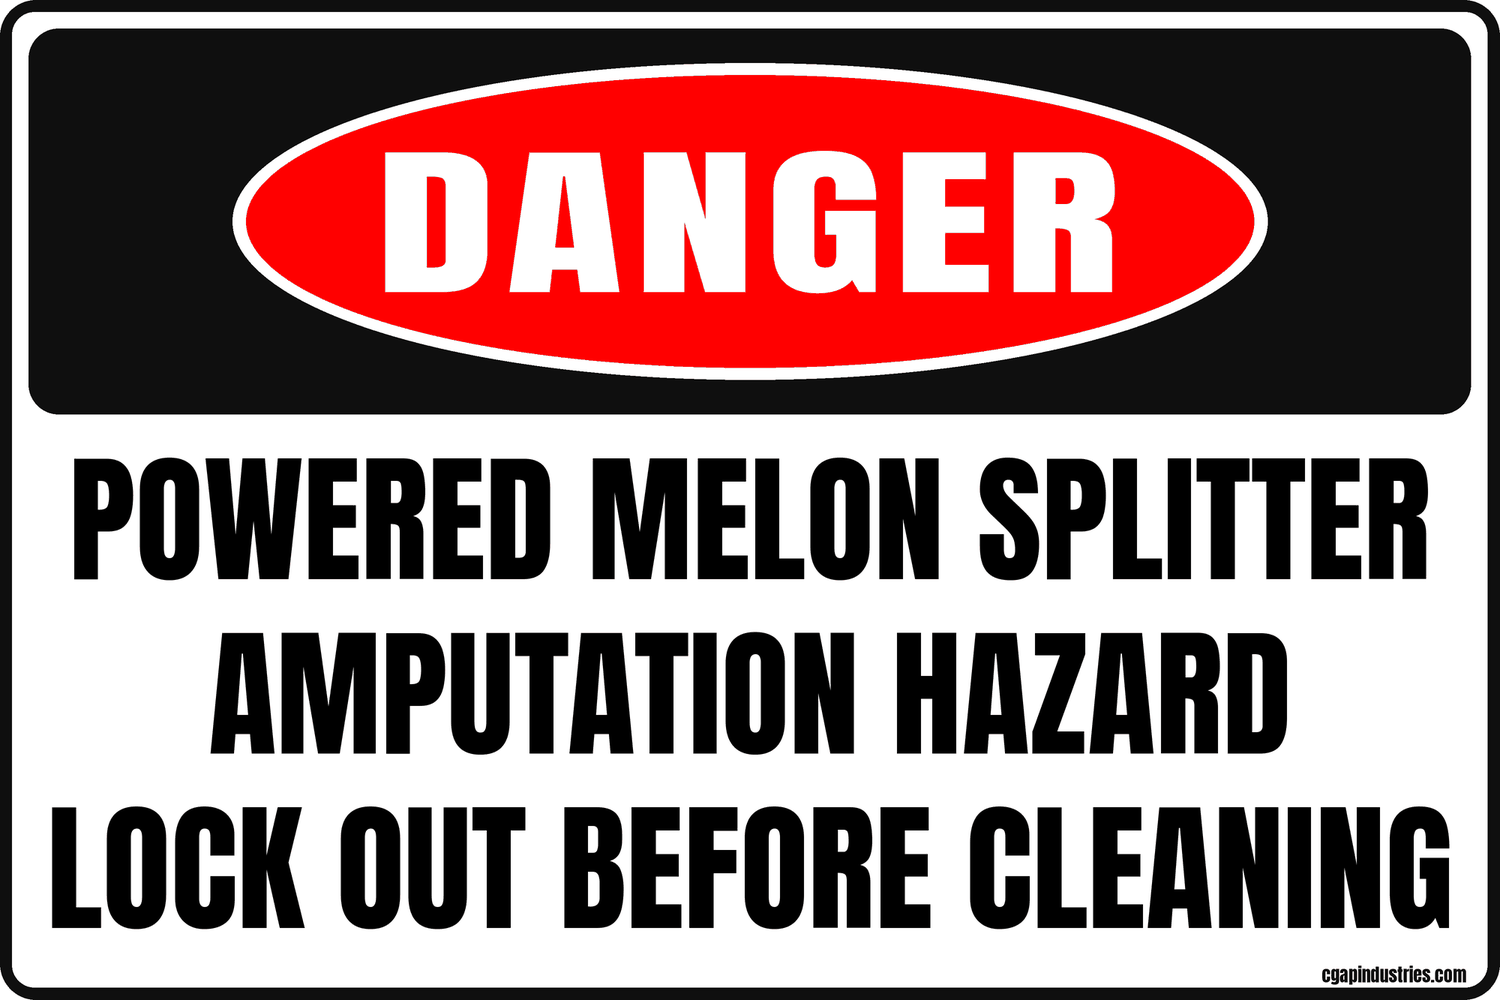 DANGER
POWERED MELON SPLITTER
AMPUTATION HAZARD
LOCK OUT BEFORE CLEANING
cgapindustries.com